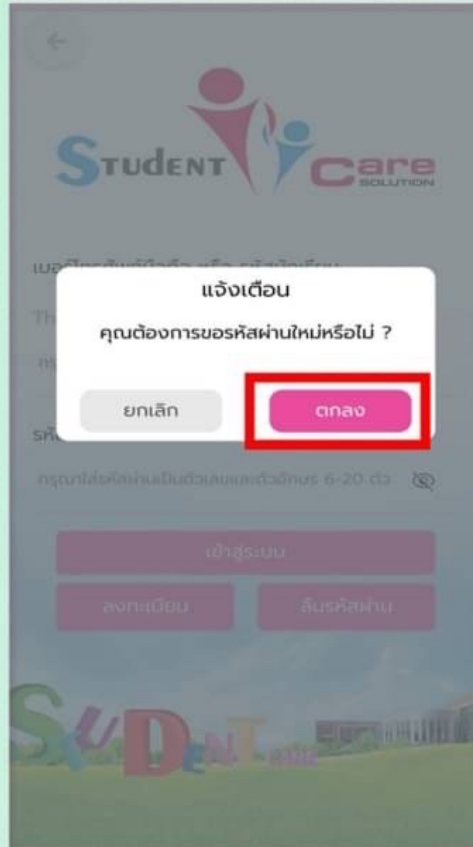 STUDENT Care
SOLUTION
แจ้งเตือน
คุณต้องการขอรหัสผ่านใหม่หรือไม่ ?
ยกเลิก ตกลง
กรุณาใส่รหัสผ่านเป็นตัวเลขและตัวอักษร 6-20 ตัว
เข้าสู่ระบบ
ลงทะเบียน ลืมรหัสผ่าน
STUDENT CARE